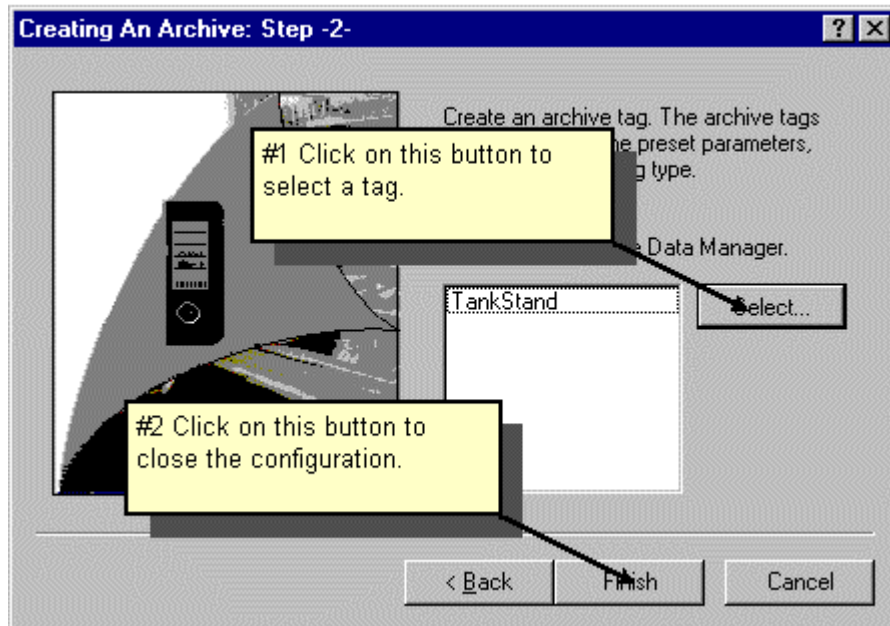 Creating An Archive: Step -2-
Create an archive tag. The archive tags
#1 Click on this button to
select a tag.
e preset parameters,
g type.
Data Manager.
TankStand
Select...
#2 Click on this button to
close the configuration.
< Back
Finish
Cancel